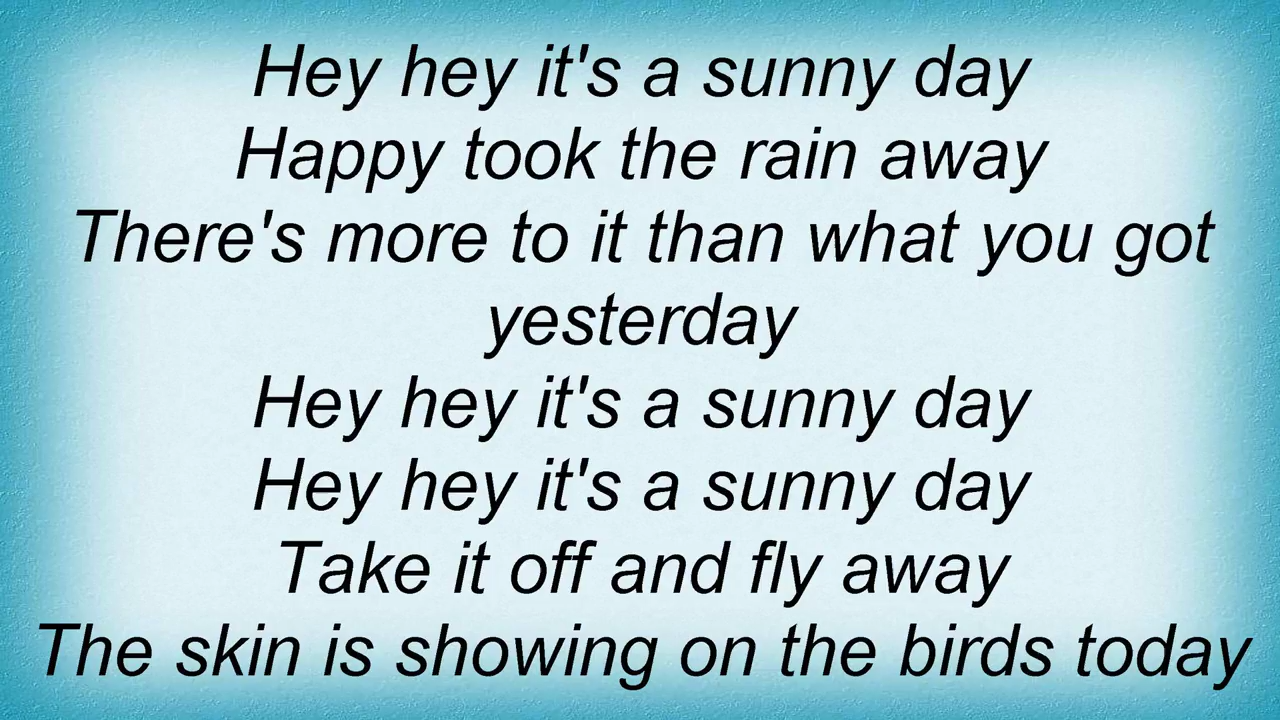 Hey hey it's a sunny day
Happy took the rain away
There's more to it than what you got
yesterday
Hey hey it's a sunny day
Hey hey it's a sunny day
Take it off and fly away
The skin is showing on the birds today